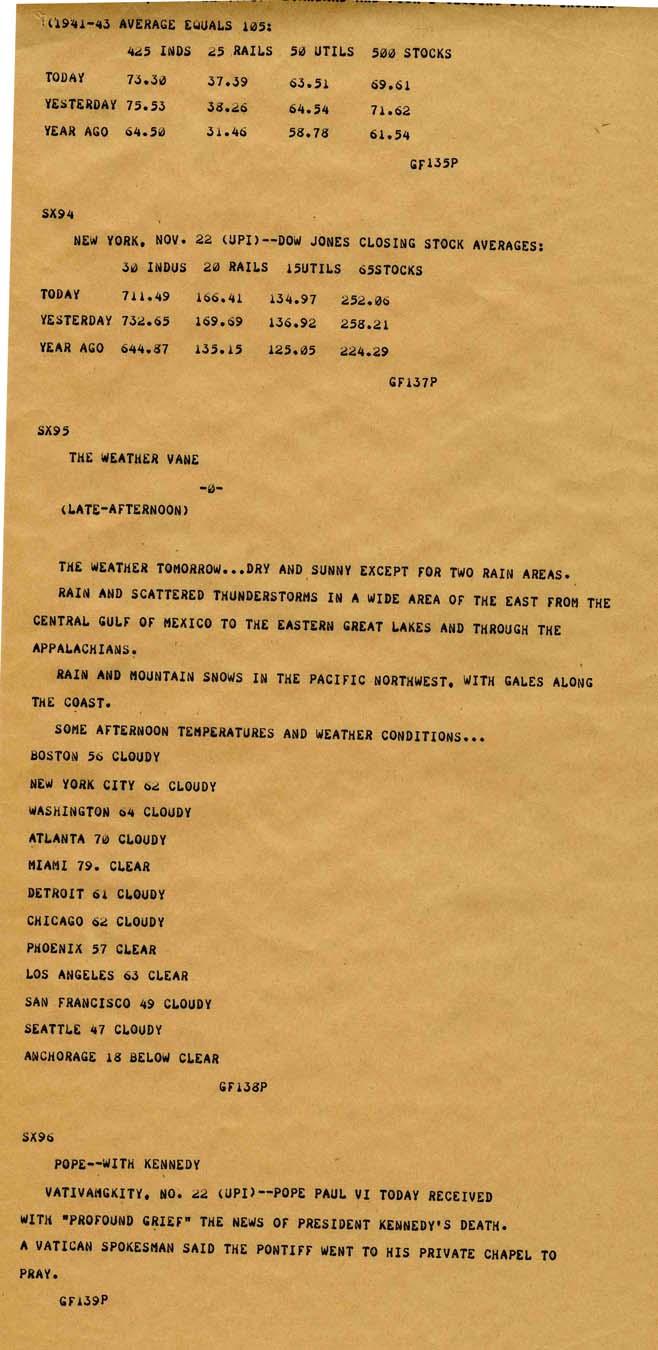 (1941-43 AVERAGE EQUALS 10$:
425 INDS 25 RAILS 50 UTILS 500 STOCKS
TODAY 73.30 37.39 63.51 69.61
YESTERDAY 75.53 38.26 64.54 71.62
YEAR AGO 64.50 31.46 58.78 61.54
GF135P
SX94
NEW YORK, NOV. 22 (UPI)--DOW JONES CLOSING STOCK AVERAGES:
30 INDUS 20 RAILS 15UTILS 65STOCKS
TODAY 711.49 166.41 134.97 252.06
YESTERDAY 732.65 169.69 136.92 258.21
YEAR AGO 644.87 135.15 125.05 224.29
GF137P
SX95
THE WEATHER VANE
-0-
(LATE-AFTERNOON)
THE WEATHER TOMORROW...DRY AND SUNNY EXCEPT FOR TWO RAIN AREAS.
RAIN AND SCATTERED THUNDERSTORMS IN A WIDE AREA OF THE EAST FROM THE
CENTRAL GULF OF MEXICO TO THE EASTERN GREAT LAKES AND THROUGH THE
APPALACHIANS.
RAIN AND MOUNTAIN SNOWS IN THE PACIFIC NORTHWEST, WITH GALES ALONG
THE COAST.
SOME AFTERNOON TEMPERATURES AND WEATHER CONDITIONS...
BOSTON 56 CLOUDY
NEW YORK CITY 62 CLOUDY
WASHINGTON 64 CLOUDY
ATLANTA 70 CLOUDY
MIAMI 79. CLEAR
DETROIT 61 CLOUDY
CHICAGO 62 CLOUDY
PHOENIX 57 CLEAR
LOS ANGELES 63 CLEAR
SAN FRANCISCO 49 CLOUDY
SEATTLE 47 CLOUDY
ANCHORAGE 18 BELOW CLEAR
GF138P
SX96
POPE--WITH KENNEDY
VATIVAMGKITY, NO. 22 (UPI)--POPE PAUL VI TODAY RECEIVED
WITH "PROFOUND GRIEF" THE NEWS OF PRESIDENT KENNEDY'S DEATH.
A VATICAN SPOKESMAN SAID THE PONTIFF WENT TO HIS PRIVATE CHAPEL TO
PRAY.
GF139P